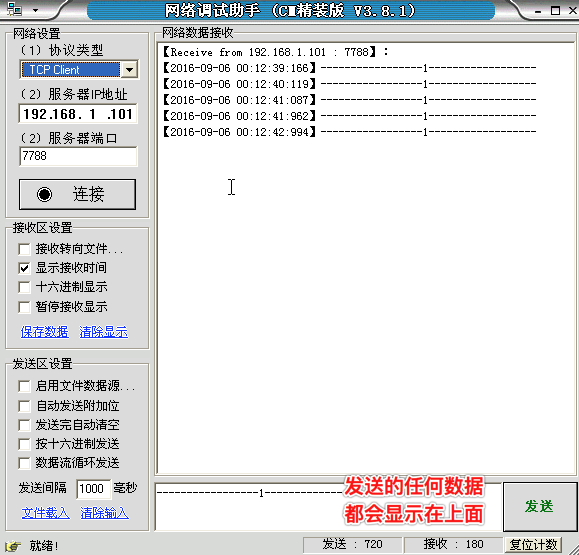 网络调试助手 (C■精装版 V3.8.1)
网络设置
(1) 协议类型
TCP Client
(2) 服务器IP地址
192.168. 1 .101
(2) 服务器端口
7788
连接
接收区设置
接收转向文件...
显示接收时间
十六进制显示
暂停接收显示
保存数据 清除显示
发送区设置
启用文件数据源...
自动发送附加位
发送完自动清空
按十六进制发送
数据流循环发送
发送间隔 1000 毫秒
文件载入 清除输入
网络数据接收
【Receive from 192.168.1.101 : 7788】:
【2016-09-06 00:12:39:166】-----------------1-----------------
【2016-09-06 00:12:40:119】-----------------1-----------------
【2016-09-06 00:12:41:087】-----------------1-----------------
【2016-09-06 00:12:41:962】-----------------1-----------------
【2016-09-06 00:12:42:994】-----------------1-----------------
-----------------1-----------------
发送的任何数据
都会显示在上面
发送
就绪!
发送 : 720
接收 : 180
复位计数